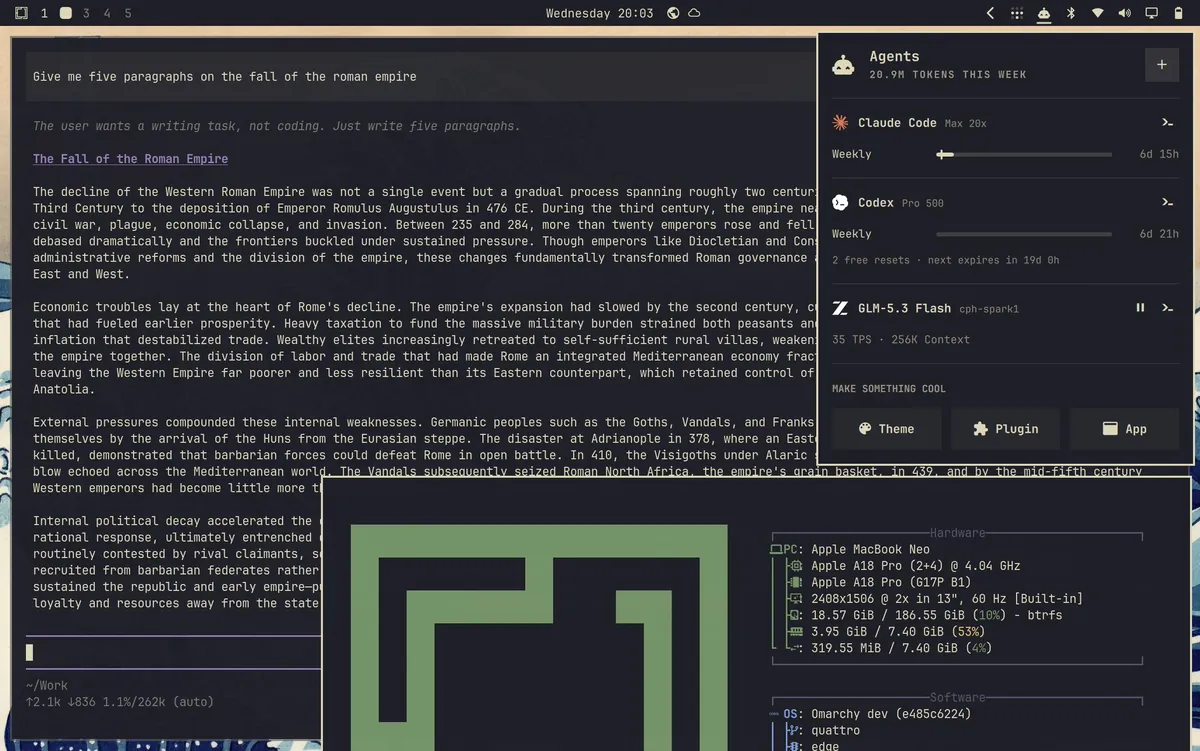 1 3 4 5
Wednesday 20:03
Give me five paragraphs on the fall of the roman empire
The user wants a writing task, not coding. Just write five paragraphs.
The Fall of the Roman Empire
The decline of the Western Roman Empire was not a single event but a gradual process spanning roughly two centuri
Third Century to the deposition of Emperor Romulus Augustulus in 476 CE. During the third century, the empire nea
civil war, plague, economic collapse, and invasion. Between 235 and 284, more than twenty emperors rose and fell
debased dramatically and the frontiers buckled under sustained pressure. Though emperors like Diocletian and Cons
administrative reforms and the division of the empire, these changes fundamentally transformed Roman governance
East and West.
Economic troubles lay at the heart of Rome's decline. The empire's expansion had slowed by the second century, c
that had fueled earlier prosperity. Heavy taxation to fund the massive military burden strained both peasants an
inflation that destabilized trade. Wealthy elites increasingly retreated to self-sufficient rural villas, weaken
the empire together. The division of labor and trade that had made Rome an integrated Mediterranean economy frac
leaving the Western Empire far poorer and less resilient than its Eastern counterpart, which retained control of
Anatolia.
External pressures compounded these internal weaknesses. Germanic peoples such as the Goths, Vandals, and Franks
themselves by the arrival of the Huns from the Eurasian steppe. The disaster at Adrianople in 378, where an East
killed, demonstrated that barbarian forces could defeat Rome in open battle. In 410, the Visigoths under Alaric
blow echoed across the Mediterranean world. The Vandals subsequently seized Roman North Africa, the empire's grain basket, in 439, and by the mid-fifth century
Western emperors had become little more t
Internal political decay accelerated the
rational response, ultimately entrenched
routinely contested by rival claimants, s
recruited from barbarian federates rather
sustained the republic and early empire—p
loyalty and resources away from the state
~/Work
↑2.1k ↓836 1.1%/262k (auto)
Agents
20.9M TOKENS THIS WEEK
+
Claude Code Max 20x
Weekly 6d 15h
Codex Pro 500
Weekly 6d 21h
2 free resets · next expires in 19d 0h
GLM-5.3 Flash cph-spark1
35 TPS · 256K Context
MAKE SOMETHING COOL
Theme Plugin App
Hardware
PC: Apple MacBook Neo
: Apple A18 Pro (2+4) @ 4.04 GHz
: Apple A18 Pro (G17P B1)
: 2408x1506 @ 2x in 13", 60 Hz [Built-in]
: 18.57 GiB / 186.55 GiB (10%) - btrfs
: 3.95 GiB / 7.40 GiB (53%)
: 319.55 MiB / 7.40 GiB (4%)
Software
OS: Omarchy dev (e485c6224)
: quattro
: edge